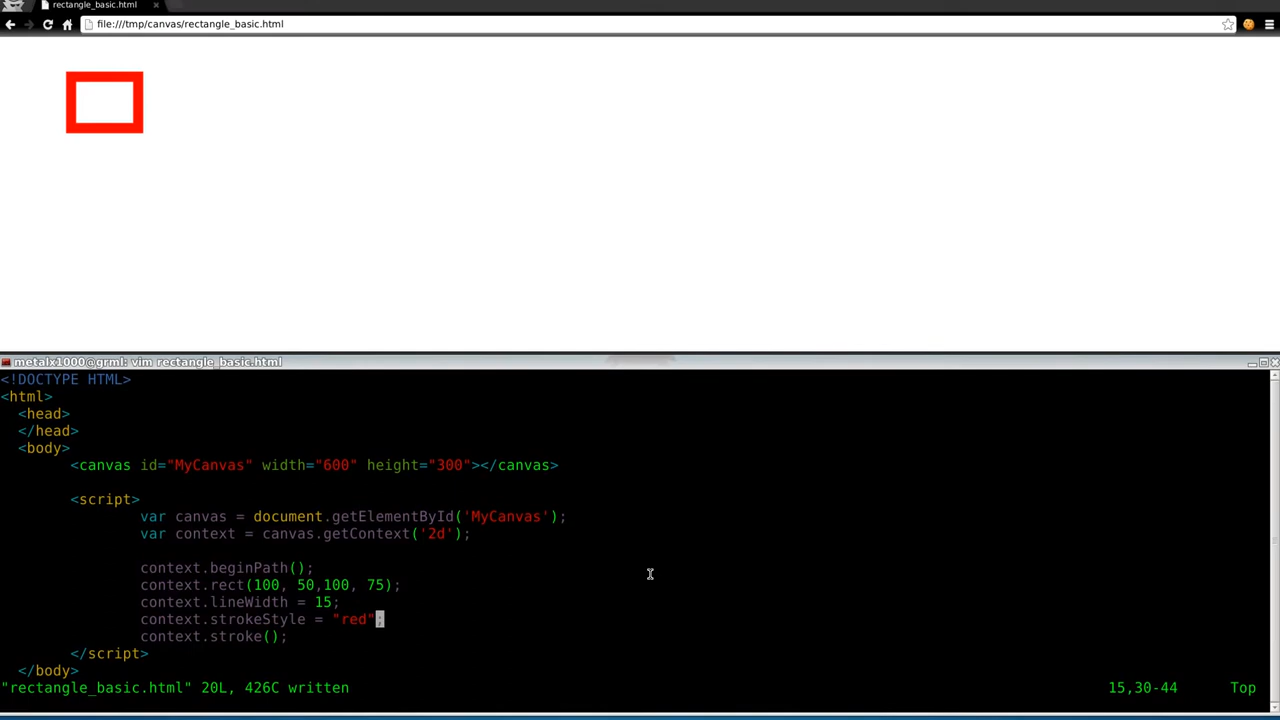 rectangle_basic.html
file:///tmp/canvas/rectangle_basic.html
metalx1000@grml: vim rectangle_basic.html
<!DOCTYPE HTML>
<html>
  <head>
  </head>
  <body>
        <canvas id="MyCanvas" width="600" height="300"></canvas>
        <script>
                var canvas = document.getElementById('MyCanvas');
                var context = canvas.getContext('2d');
                context.beginPath();
                context.rect(100, 50,100, 75);
                context.lineWidth = 15;
                context.strokeStyle = "red";
                context.stroke();
        </script>
  </body>
"rectangle_basic.html" 20L, 426C written 15,30-44 Top